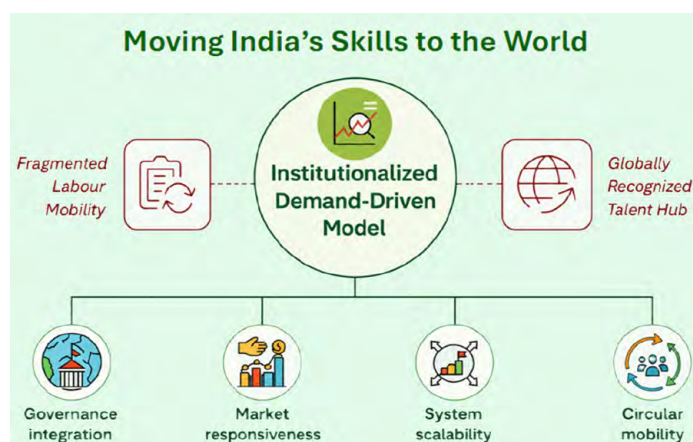 Moving India's Skills to the World
Fragmented
Labour
Mobility
Institutionalized
Demand-Driven
Model
Globally
Recognized
Talent Hub
Governance
integration
Market
responsiveness
System
scalability
Circular
mobility